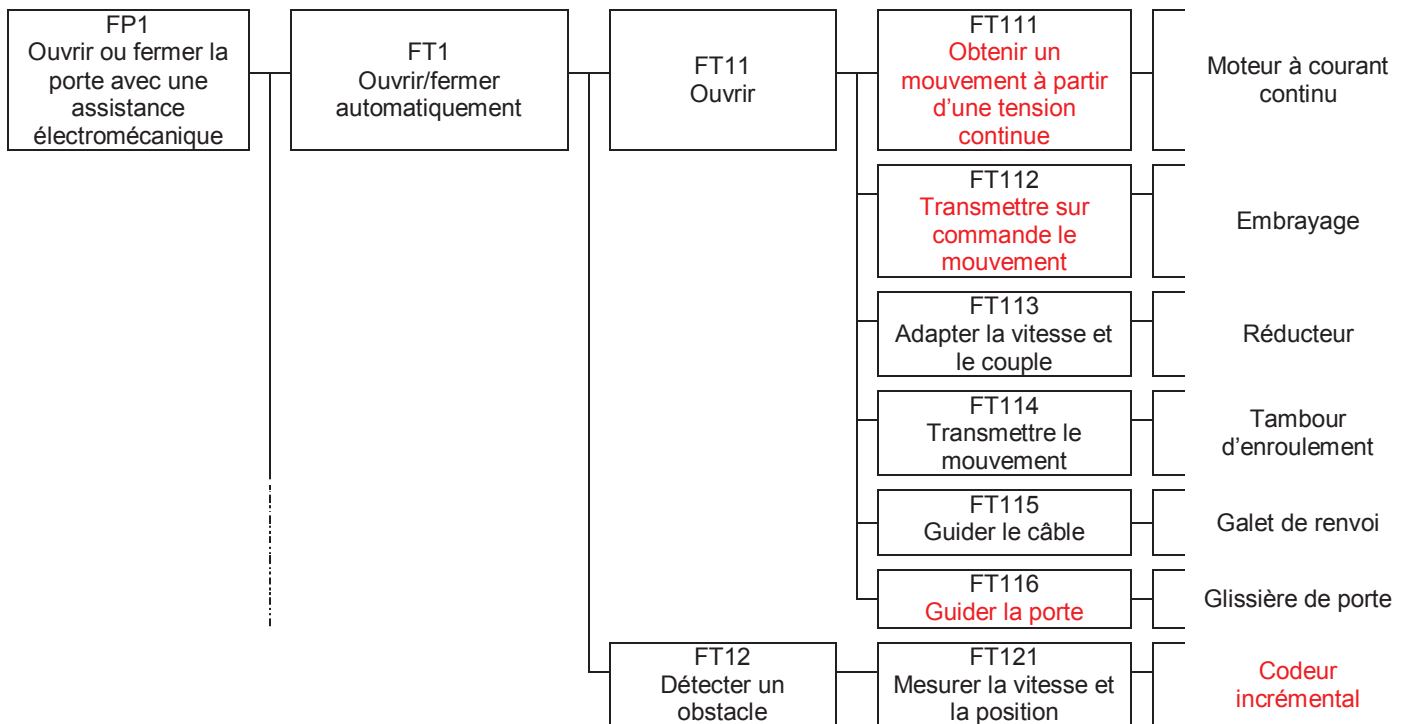 FP1
Ouvrir ou fermer la
porte avec une
assistance
électromécanique
FT1
Ouvrir/fermer
automatiquement
FT11
Ouvrir
FT111
Obtenir un
mouvement à partir
d'une tension
continue
Moteur à courant
continu
FT112
Transmettre sur
commande le
mouvement
Embrayage
FT113
Adapter la vitesse et
le couple
Réducteur
FT114
Transmettre le
mouvement
Tambour
d'enroulement
FT115
Guider le câble
Galet de renvoi
FT116
Guider la porte
Glissière de porte
FT12
Détecter un
obstacle
FT121
Mesurer la vitesse et
la position
Codeur
incrémental